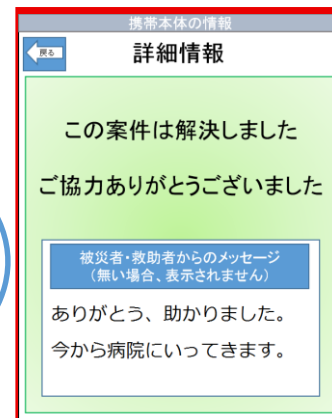 携帯本体の情報
戻る
詳細情報
この案件は解決しました
ご協力ありがとうございました
被災者・救助者からのメッセージ
（無い場合、表示されません）
ありがとう、助かりました。
今から病院にいってきます。